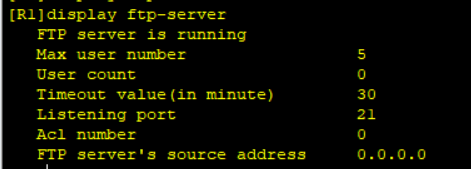 [R1]display ftp-server
FTP server is running
Max user number 5
User count 0
Timeout value(in minute) 30
Listening port 21
Acl number 0
FTP server's source address 0.0.0.0